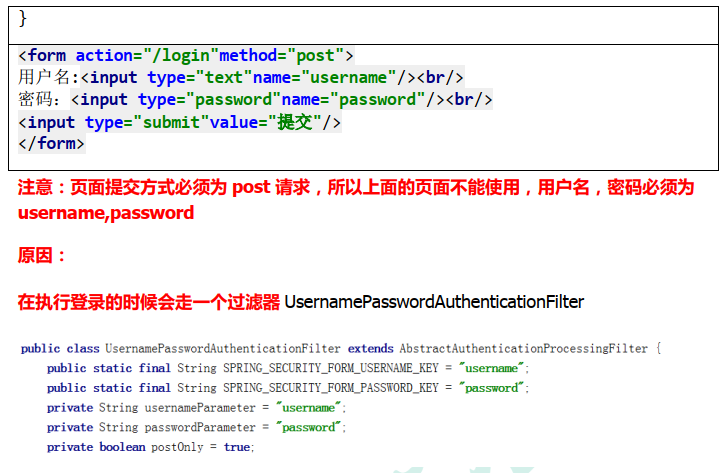 }
<form action="/login"method="post">
用户名:<input type="text"name="username"/><br/>
密码：<input type="password"name="password"/><br/>
<input type="submit"value="提交"/>
</form>
注意：页面提交方式必须为 post 请求，所以上面的页面不能使用，用户名，密码必须为
username,password
原因：
在执行登录的时候会走一个过滤器 UsernamePasswordAuthenticationFilter
public class UsernamePasswordAuthenticationFilter extends AbstractAuthenticationProcessingFilter {
public static final String SPRING_SECURITY_FORM_USERNAME_KEY = "username";
public static final String SPRING_SECURITY_FORM_PASSWORD_KEY = "password";
private String usernameParameter = "username";
private String passwordParameter = "password";
private boolean postOnly = true;